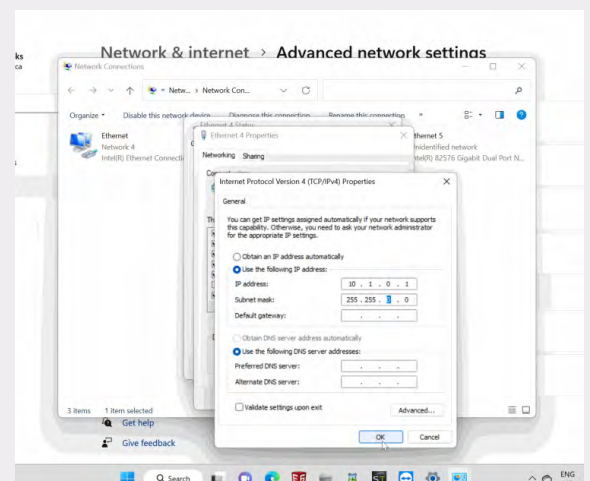 Network & internet > Advanced network settings
ks
ca
Network Connections
Netw... > Network Con...
Organize
Disable this network device
Diagnose this connection
Rename this connection
Ethernet 4 Status
Ethernet
Network 4
Intel(R) Ethernet Connecti
thernet 5
nidentified network
ntel(R) 82576 Gigabit Dual Port N...
Ethernet 4 Properties
Networking Sharing
Th
Internet Protocol Version 4 (TCP/IPv4) Properties
General
You can get IP settings assigned automatically if your network supports
this capability. Otherwise, you need to ask your network administrator
for the appropriate IP settings.
Obtain an IP address automatically
Use the following IP address:
IP address: 10 . 1 . 0 . 1
Subnet mask: 255 . 255 . 0 . 0
Default gateway: . . .
Obtain DNS server address automatically
Use the following DNS server addresses:
Preferred DNS server: . . .
Alternate DNS server: . . .
Validate settings upon exit
Advanced...
OK Cancel
3 items 1 item selected
Get help
Give feedback
Search
ENG